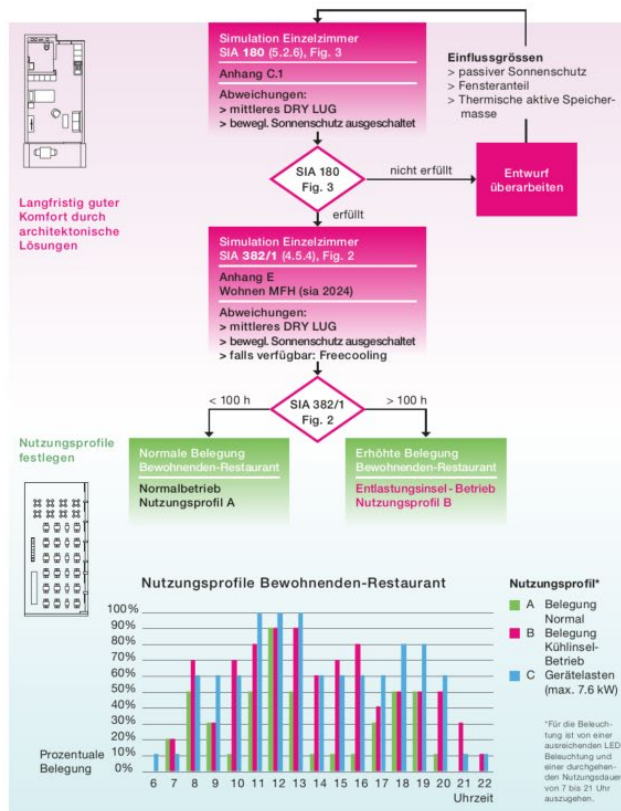 Simulation Einzelzimmer
SIA 180 (5.2.6), Fig. 3
Anhang C.1
Abweichungen:
> mittleres DRY LUG
> bewegl. Sonnenschutz ausgeschaltet
Einflussgrössen
> passiver Sonnenschutz
> Fensteranteil
> Thermische aktive Speicher-
masse
SIA 180
Fig. 3
nicht erfüllt
Entwurf
überarbeiten
erfüllt
Langfristig guter
Komfort durch
architektonische
Lösungen
Simulation Einzelzimmer
SIA 382/1 (4.5.4), Fig. 2
Anhang E
Wohnen MFH (sia 2024)
Abweichungen:
> mittleres DRY LUG
> bewegl. Sonnenschutz ausgeschaltet
> falls verfügbar: Freecooling
< 100 h
SIA 382/1
Fig. 2
> 100 h
Nutzungsprofile
festlegen
Normale Belegung
Bewohnenden-Restaurant
Normalbetrieb
Nutzungsprofil A
Erhöhte Belegung
Bewohnenden-Restaurant
Entlastungsinsel - Betrieb
Nutzungsprofil B
Nutzungsprofile Bewohnenden-Restaurant
100%
90%
80%
70%
60%
50%
40%
30%
20%
10%
0%
Prozentuale
Belegung
6 7 8 9 10 11 12 13 14 15 16 17 18 19 20 21 22
Uhrzeit
Nutzungsprofil*
A Belegung
Normal
B Belegung
Kühlinsel-
Betrieb
C Gerätelasten
(max. 7.6 kW)
*Für die Beleuch-
tung ist von einer
ausreichenden LED
Beleuchtung und
einer durchgehen-
den Nutzungsdauer
von 7 bis 21 Uhr
auszugehen.